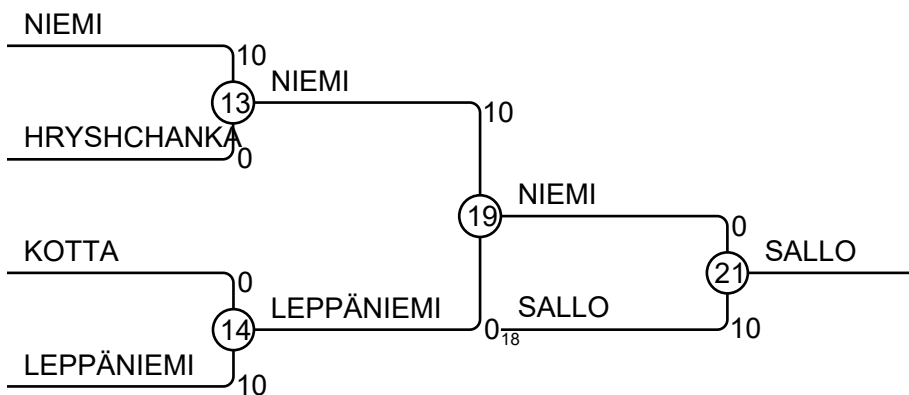 NIEMI
10
13
NIEMI
HRYSHCHANKA
0
10
19
NIEMI
0
KOTTA
0
21
SALLO
14
LEPPÄNIEMI
0
18
SALLO
10
LEPPÄNIEMI
10